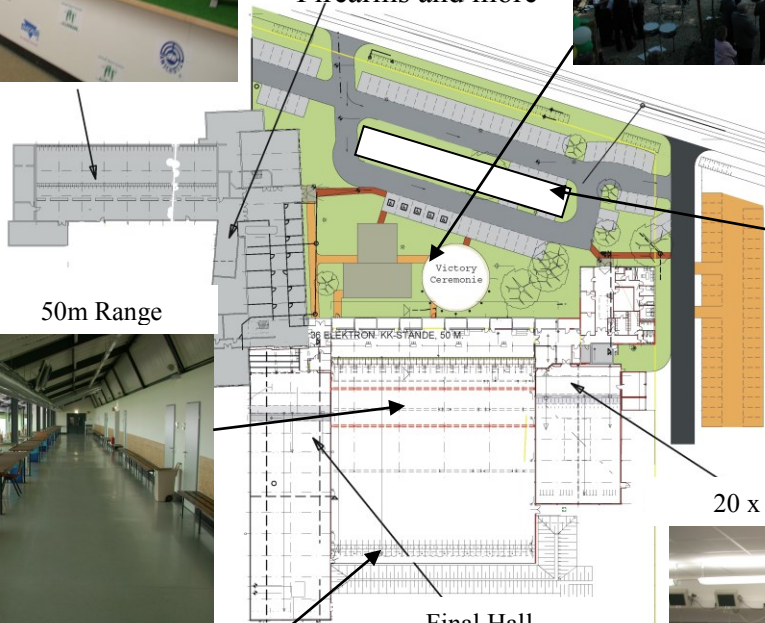 Firearms and more
Victory
Ceremonie
50m Range
36 ELEKTRON. KK-STÄNDE, 50 M.
20 x
Final Hall